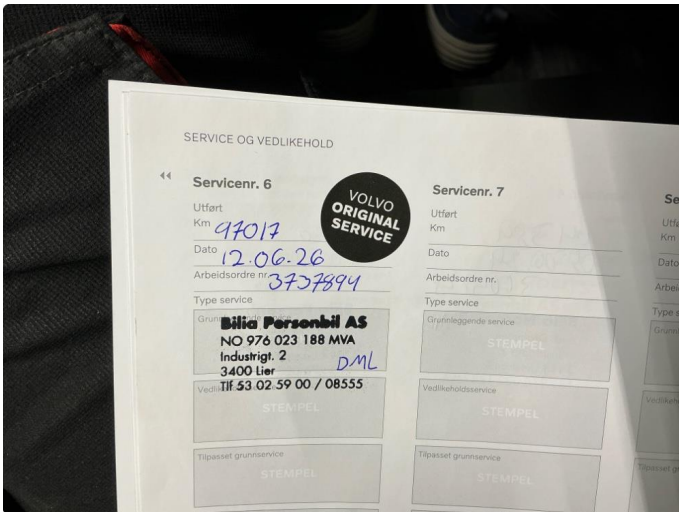 SERVICE OG VEDLIKEHOLD
Servicenr. 6
Utført
Km 97017
Dato 12.06.26
Arbeidsordre nr. 3737894
Type service
VOLVO
ORIGINAL
SERVICE
Bilia Personbil AS
NO 976 023 188 MVA
Industrigt. 2
3400 Lier
DML
Tlf 53 02 59 00 / 08555
STEMPEL
Tilpasset grunnservice
STEMPEL
Servicenr. 7
Utført
Km
Dato
Arbeidsordre nr.
Type service
Grunnleggende service
STEMPEL
Vedlikeholdsservice
STEMPEL
Tilpasset grunnservice
STEMPEL
Km
Dato